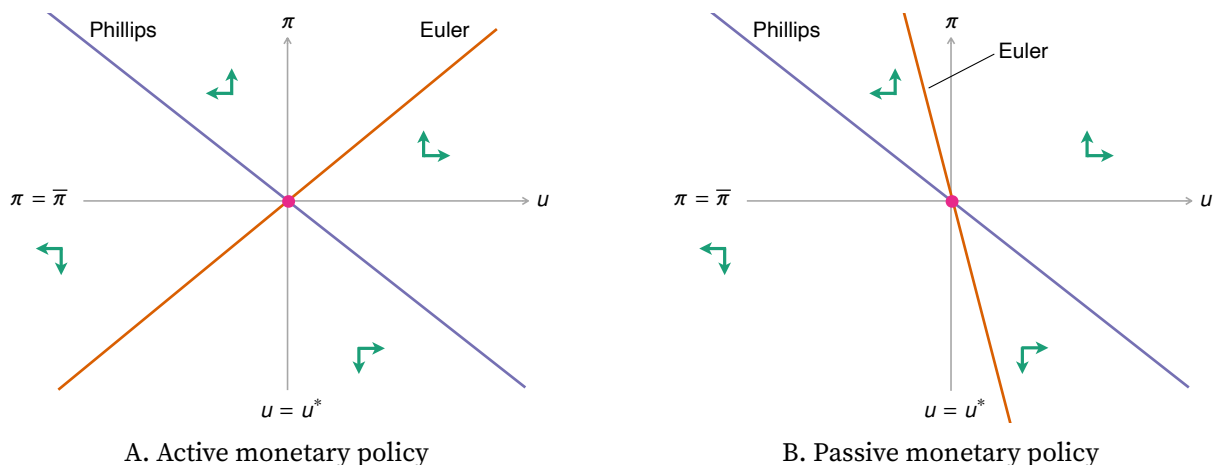 π
Phillips
Euler
π = π̅
u
u = u*
A. Active monetary policy
π
Phillips
Euler
π = π̅
u
u = u*
B. Passive monetary policy